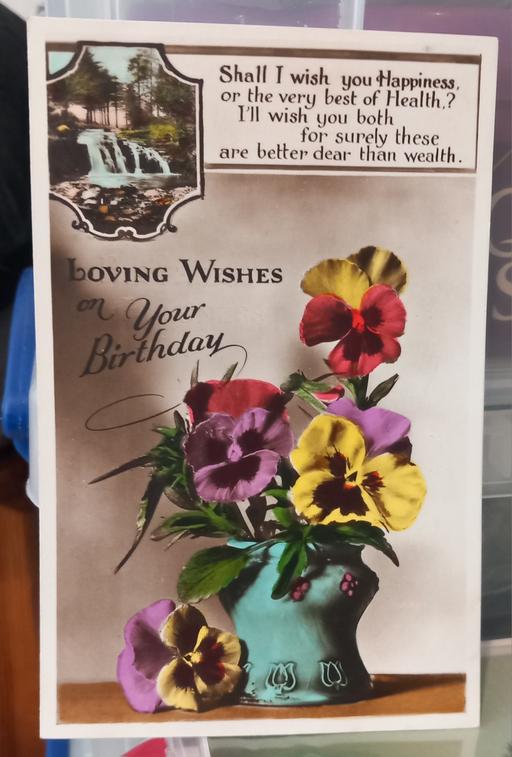 Shall I wish you Happiness,
or the very best of Health,?
I'll wish you both
for surely these
are better dear than wealth.
Loving Wishes
on Your
Birthday